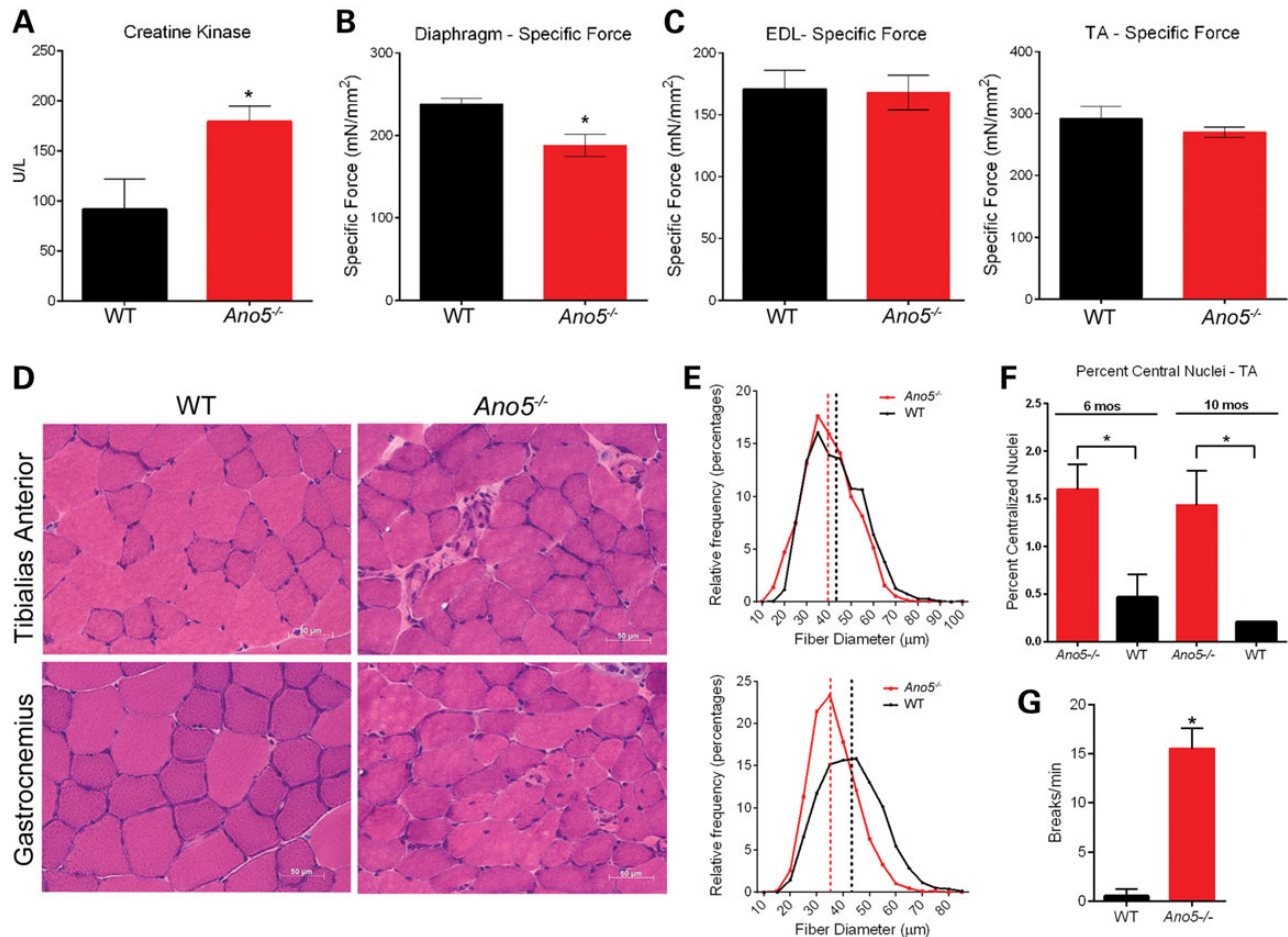 A
Creatine Kinase
250
200
150
100
50
0
U/L
*
WT
Ano5-/-
B
Diaphragm - Specific Force
300
200
100
0
Specific Force (mN/mm²)
*
WT
Ano5-/-
C
EDL- Specific Force
200
150
100
50
0
Specific Force (mN/mm²)
WT
Ano5-/-
TA - Specific Force
400
300
200
100
0
Specific Force (mN/mm²)
WT
Ano5-/-
D
WT
Ano5-/-
Tibialias Anterior
50 µm
50 µm
Gastrocnemius
50 µm
50 µm
E
20
15
10
5
0
Relative frequency (percentages)
Ano5-/-
WT
10 20 30 40 50 60 70 80 90 100
Fiber Diameter (µm)
25
20
15
10
5
0
Relative frequency (percentages)
Ano5-/-
WT
10 20 30 40 50 60 70 80
Fiber Diameter (µm)
F
Percent Central Nuclei - TA
6 mos
10 mos
2.5
2.0
1.5
1.0
0.5
0.0
Percent Centralized Nuclei
*
*
Ano5-/-
WT
Ano5-/-
WT
G
20
15
10
5
0
Breaks/min
*
WT
Ano5-/-